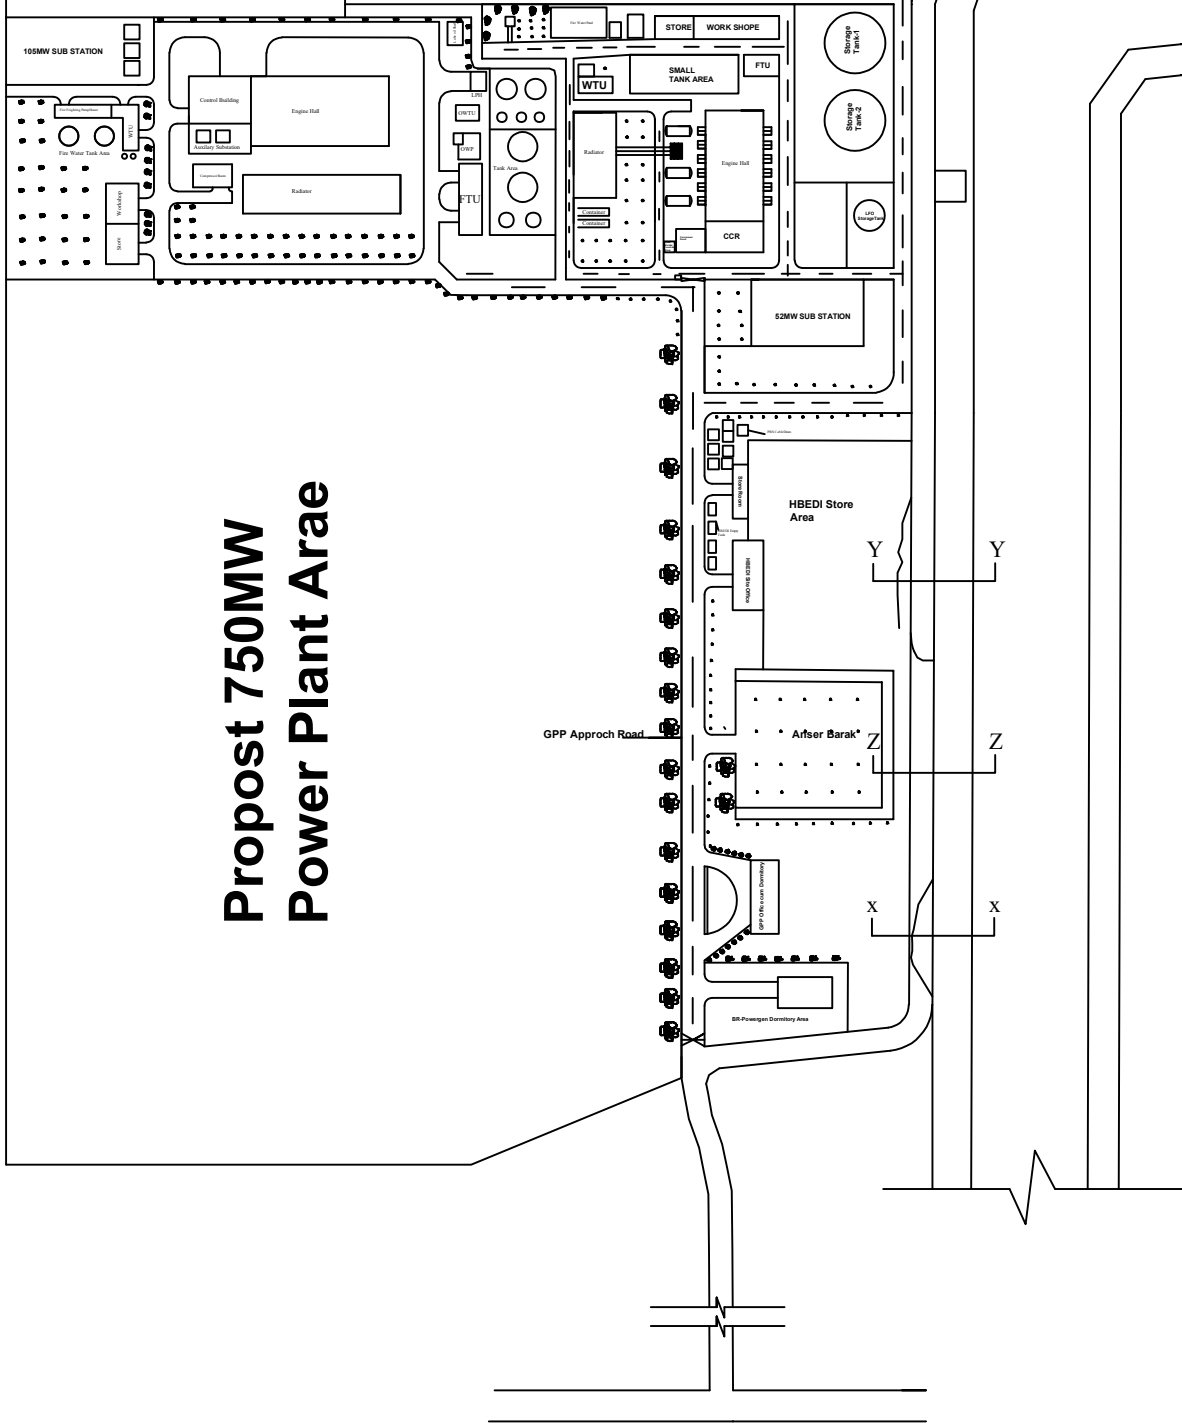 STORE
WORK SHOPE
Storage
Tank-1
105MW SUB STATION
SMALL
TANK AREA
FTU
WTU
LPH
Control Building
Engine Hall
OWTU
Storage
Tank-2
WTU
Auxilary Substation
Fire Water Tank Area
OWP
Radiator
Engine Hall
Tank Area
Radiator
Workshop
FTU
Container
Container
LFO
StorageTank
Store
CCR
52MW SUB STATION
Store Room
HBEDI Store
Area
Propost 750MW
Power Plant Arae
Y
Y
HBEDI Site Office
GPP Approch Road
Anser Barak
Z
Z
GPP Office cum Dormitory
x
x
BR-Powergen Dormitory Area